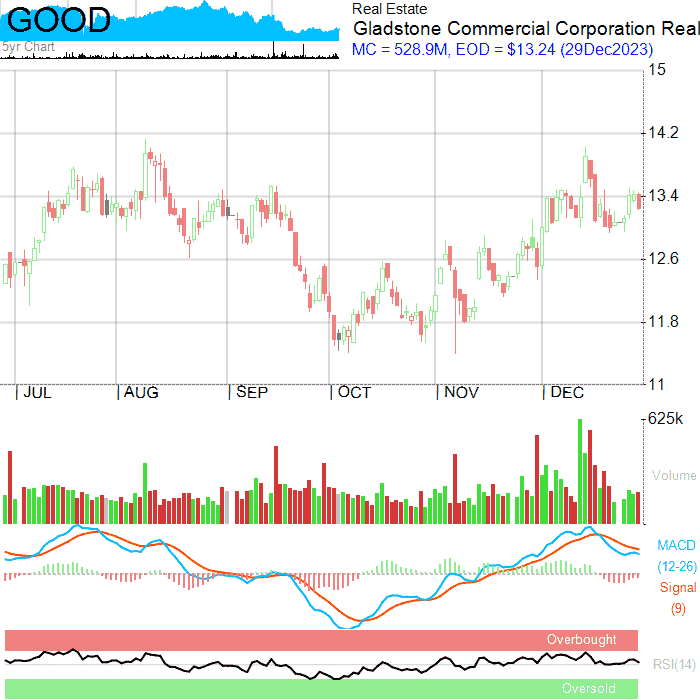 GOOD
5yr Chart
Real Estate
Gladstone Commercial Corporation Real
MC = 528.9M, EOD = $13.24 (29Dec2023)
15
14.2
13.4
12.6
11.8
11
JUL AUG SEP OCT NOV DEC
625k
Volume
MACD
(12-26)
Signal
(9)
Overbought
RSI(14)
Oversold